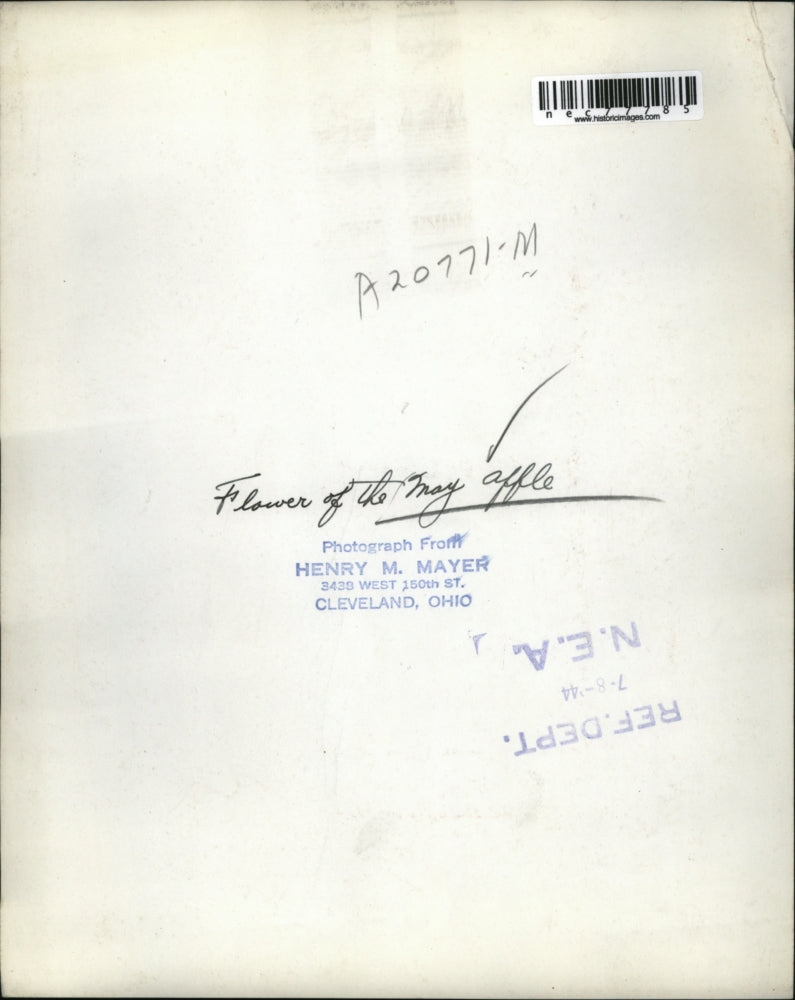 nec77785
www.historicimages.com
A20771-M
Flower of the May apple
Photograph From
HENRY M. MAYER
3438 WEST 150th ST.
CLEVELAND, OHIO
N.E.A.
7-8-44
REF. DEPT.